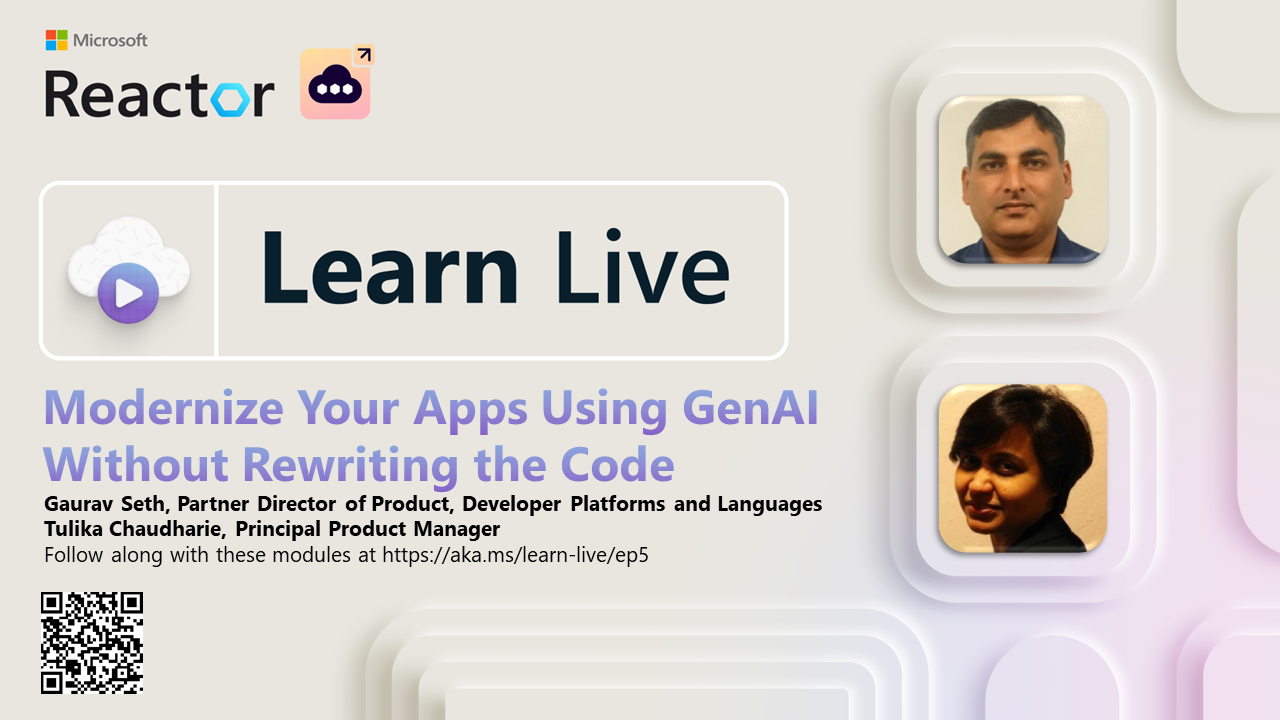 Microsoft
Reactor
Learn Live
Modernize Your Apps Using GenAI
Without Rewriting the Code
Gaurav Seth, Partner Director of Product, Developer Platforms and Languages
Tulika Chaudharie, Principal Product Manager
Follow along with these modules at https://aka.ms/learn-live/ep5